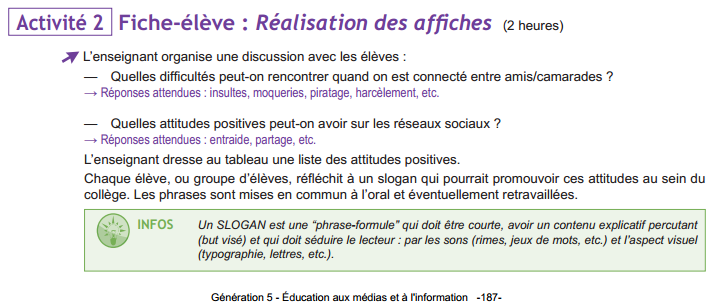 Activité 2 Fiche-élève : Réalisation des affiches (2 heures)
L'enseignant organise une discussion avec les élèves :
— Quelles difficultés peut-on rencontrer quand on est connecté entre amis/camarades ?
→ Réponses attendues : insultes, moqueries, piratage, harcèlement, etc.
— Quelles attitudes positives peut-on avoir sur les réseaux sociaux ?
→ Réponses attendues : entraide, partage, etc.
L'enseignant dresse au tableau une liste des attitudes positives.
Chaque élève, ou groupe d'élèves, réfléchit à un slogan qui pourrait promouvoir ces attitudes au sein du
collège. Les phrases sont mises en commun à l'oral et éventuellement retravaillées.
INFOS Un SLOGAN est une “phrase-formule" qui doit être courte, avoir un contenu explicatif percutant
(but visé) et qui doit séduire le lecteur : par les sons (rimes, jeux de mots, etc.) et l'aspect visuel
(typographie, lettres, etc.).
Génération 5 - Éducation aux médias et à l'information -187-